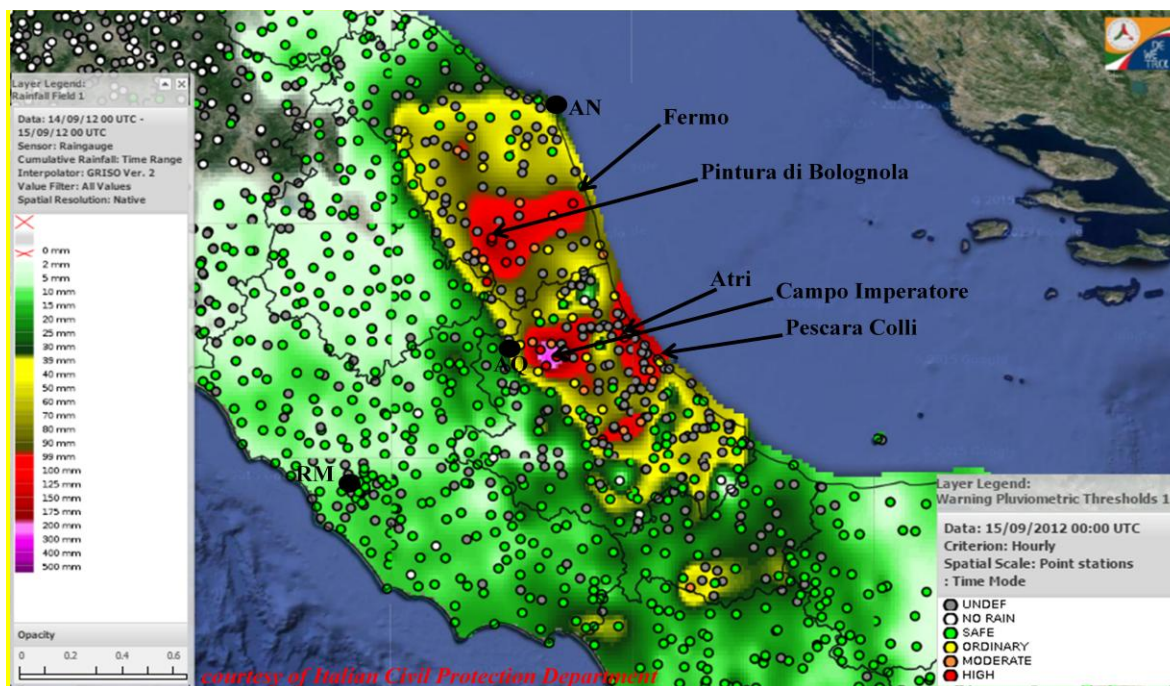 Layer Legend:
Rainfall Field 1
Data: 14/09/12 00 UTC -
15/09/12 00 UTC
Sensor: Raingauge
Cumulative Rainfall: Time Range
Interpolator: GRISO Ver. 2
Value Filter: All Values
Spatial Resolution: Native
0 mm
2 mm
5 mm
10 mm
15 mm
20 mm
25 mm
30 mm
39 mm
40 mm
50 mm
60 mm
70 mm
80 mm
90 mm
99 mm
100 mm
125 mm
150 mm
175 mm
200 mm
300 mm
400 mm
500 mm
Opacity
0 0.2 0.4 0.6
AN
Fermo
Pintura di Bolognola
Atri
Campo Imperatore
Pescara Colli
AQ
RM
courtesy of Italian Civil Protection Department
Layer Legend:
Warning Pluviometric Thresholds 1
Data: 15/09/2012 00:00 UTC
Criterion: Hourly
Spatial Scale: Point stations
: Time Mode
UNDEF
NO RAIN
SAFE
ORDINARY
MODERATE
HIGH